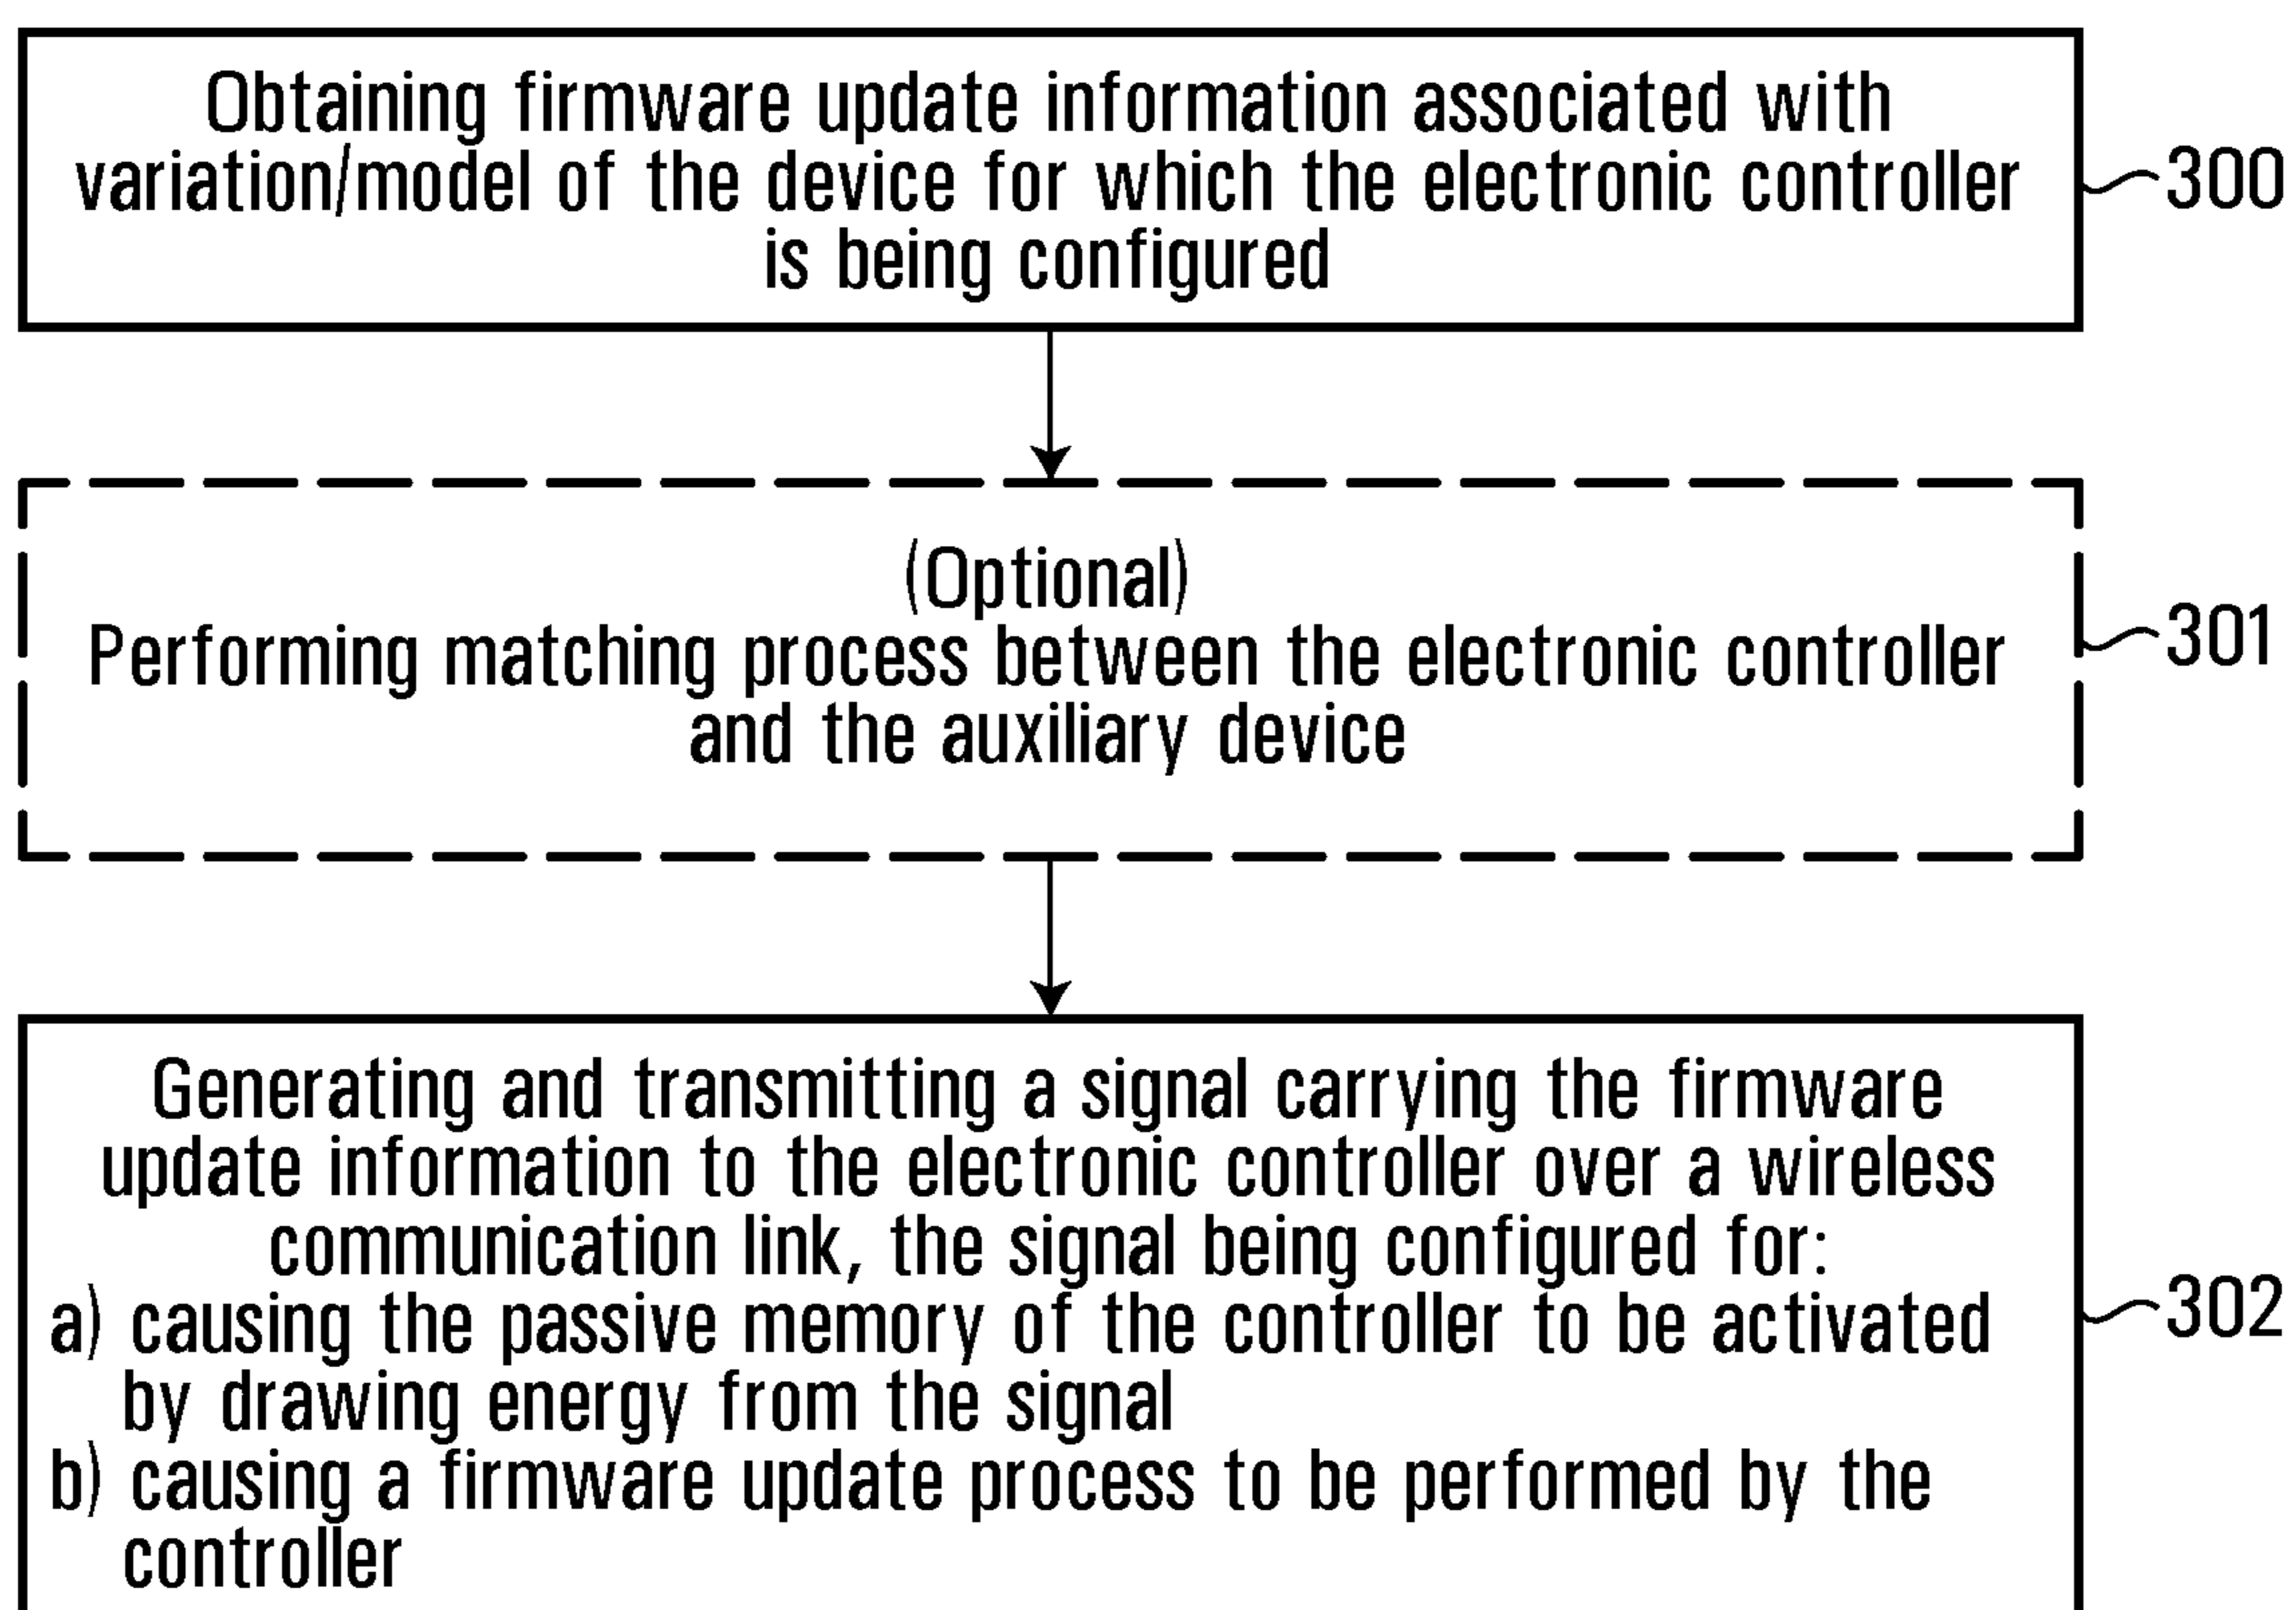 Obtaining firmware update information associated with
variation/model of the device for which the electronic controller
is being configured
300
(Optional)
Performing matching process between the electronic controller
and the auxiliary device
301
Generating and transmitting a signal carrying the firmware
update information to the electronic controller over a wireless
communication link, the signal being configured for:
a) causing the passive memory of the controller to be activated
by drawing energy from the signal
b) causing a firmware update process to be performed by the
controller
302